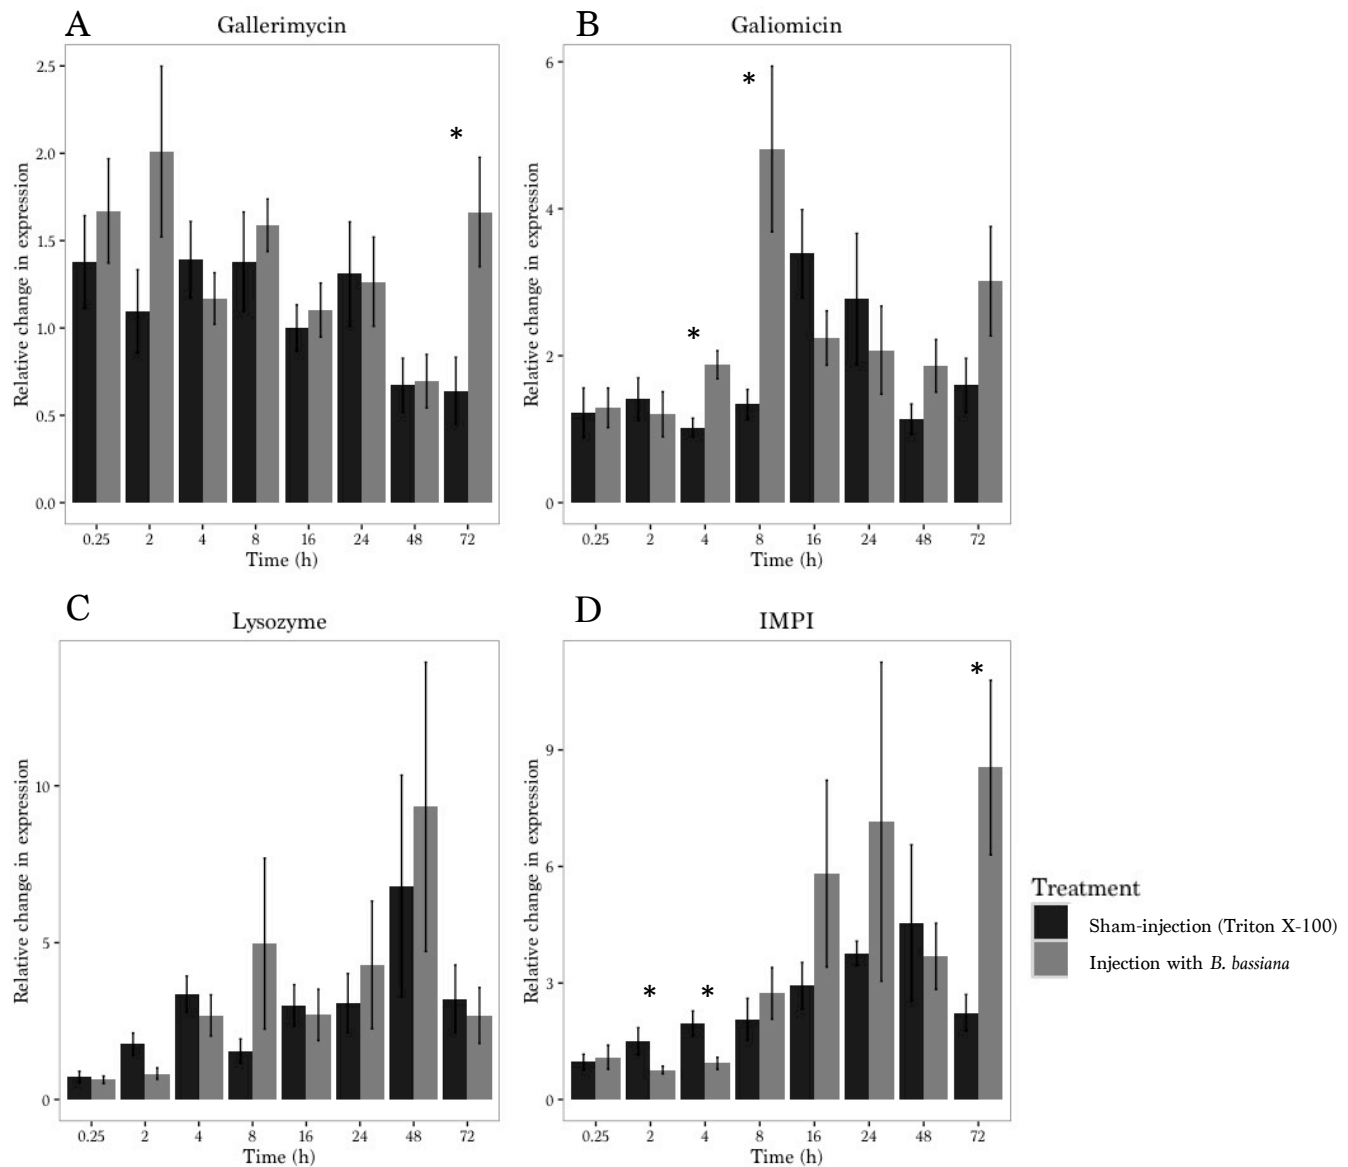 A
Gallerimycin
Relative change in expression
2.5
2.0
1.5
1.0
0.5
0.0
*
0.25 2 4 8 16 24 48 72
Time (h)
B
Galiomicin
Relative change in expression
6
4
2
0
*
*
0.25 2 4 8 16 24 48 72
Time (h)
C
Lysozyme
Relative change in expression
10
5
0
0.25 2 4 8 16 24 48 72
Time (h)
D
IMPI
Relative change in expression
9
6
3
0
* * *
0.25 2 4 8 16 24 48 72
Time (h)
Treatment
Sham-injection (Triton X-100)
Injection with B. bassiana